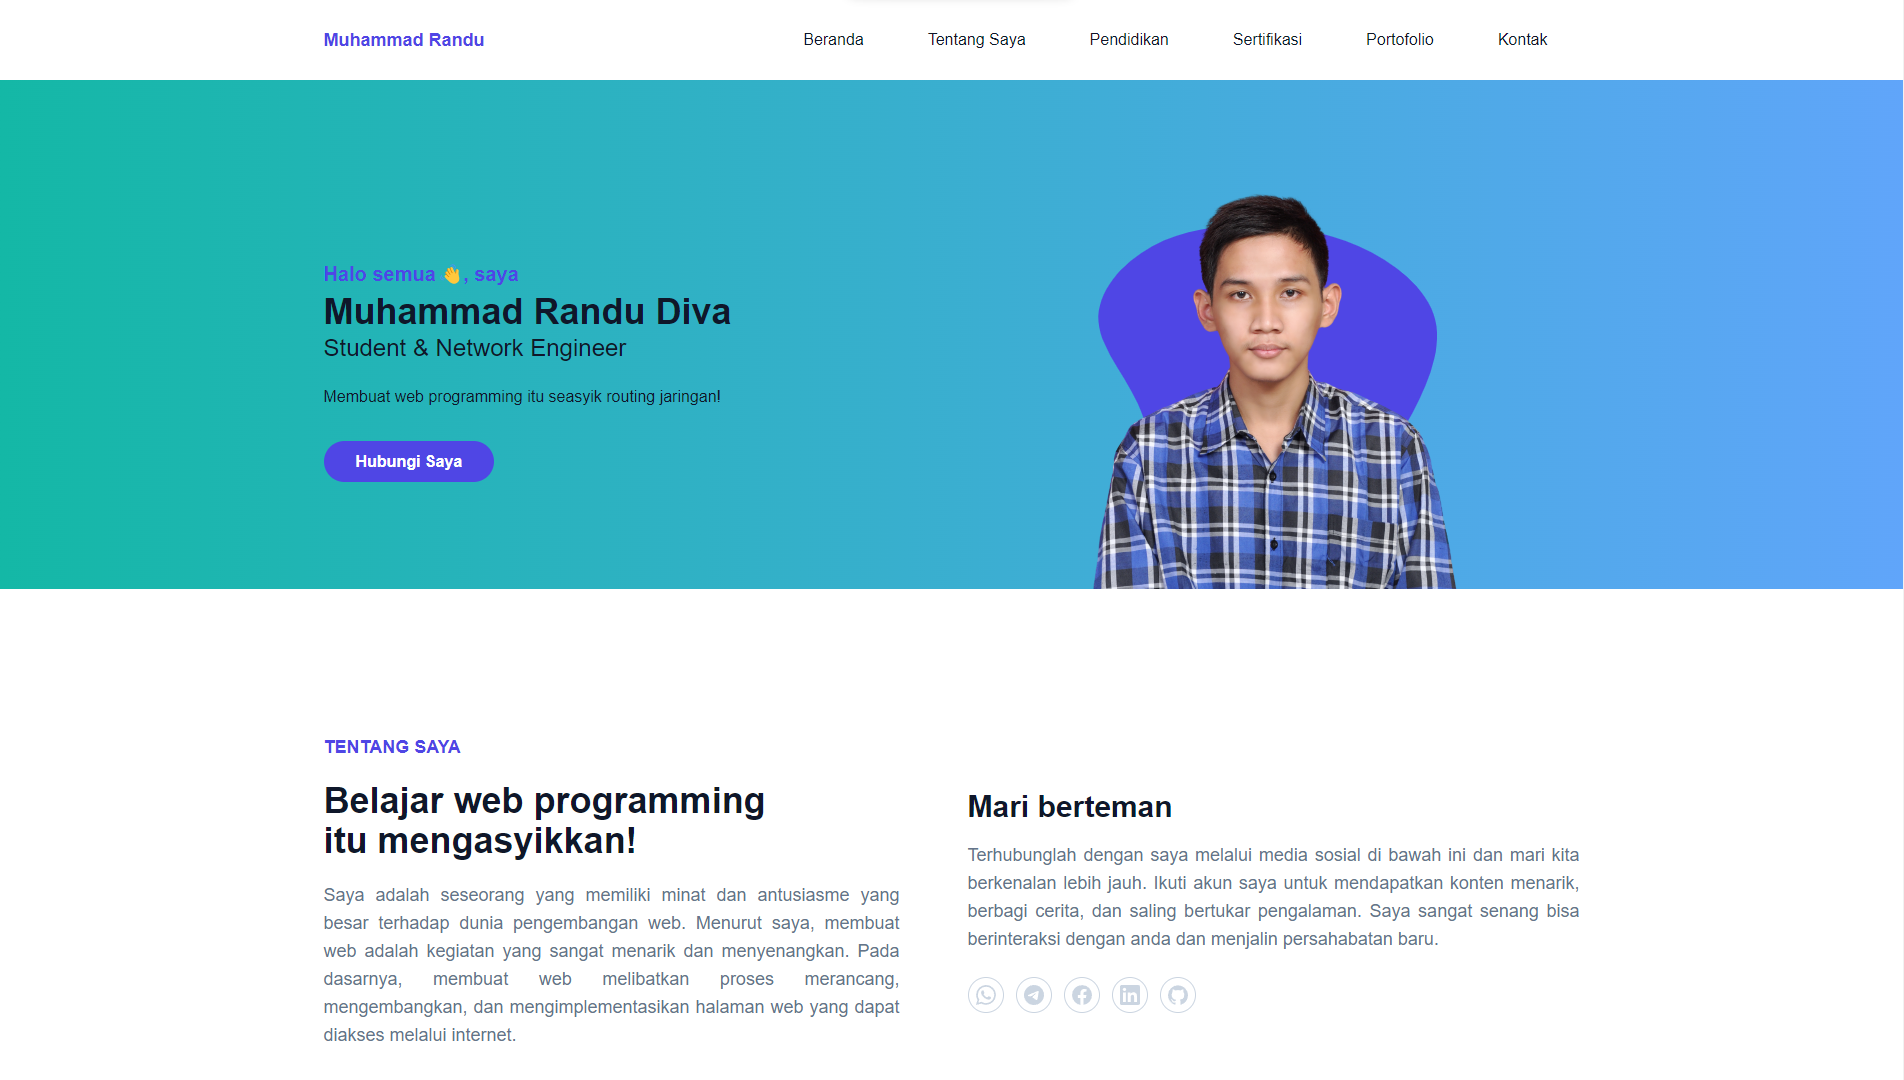 Muhammad Randu
Beranda
Tentang Saya
Pendidikan
Sertifikasi
Portofolio
Kontak
Halo semua 👋, saya
Muhammad Randu Diva
Student & Network Engineer
Membuat web programming itu seasyik routing jaringan!
Hubungi Saya
TENTANG SAYA
Belajar web programming
itu mengasyikkan!
Saya adalah seseorang yang memiliki minat dan antusiasme yang
besar terhadap dunia pengembangan web. Menurut saya, membuat
web adalah kegiatan yang sangat menarik dan menyenangkan. Pada
dasarnya, membuat web melibatkan proses merancang,
mengembangkan, dan mengimplementasikan halaman web yang dapat
diakses melalui internet.
Mari berteman
Terhubunglah dengan saya melalui media sosial di bawah ini dan mari kita
berkenalan lebih jauh. Ikuti akun saya untuk mendapatkan konten menarik,
berbagi cerita, dan saling bertukar pengalaman. Saya sangat senang bisa
berinteraksi dengan anda dan menjalin persahabatan baru.